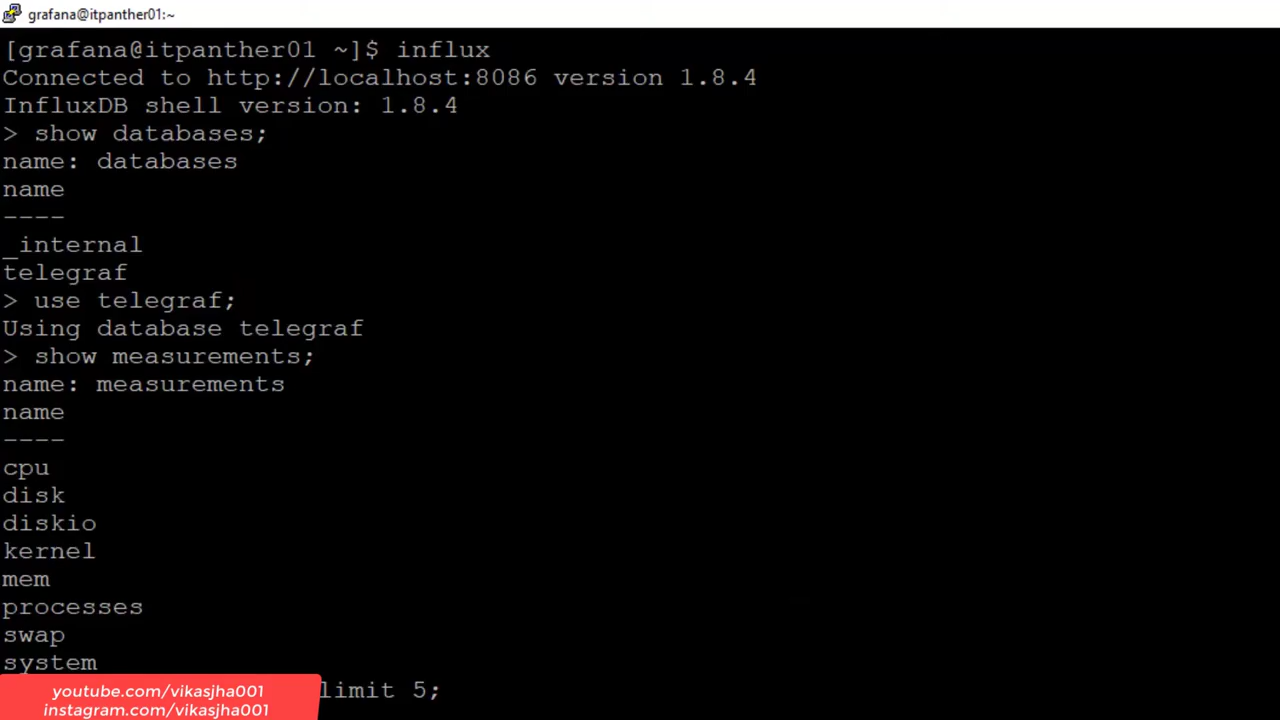 grafana@itpanther01:~
[grafana@itpanther01 ~]$ influx
Connected to http://localhost:8086 version 1.8.4
InfluxDB shell version: 1.8.4
> show databases;
name: databases
name
----
_internal
telegraf
> use telegraf;
Using database telegraf
> show measurements;
name: measurements
name
----
cpu
disk
diskio
kernel
mem
processes
swap
system
limit 5;
youtube.com/vikasjha001
instagram.com/vikasjha001